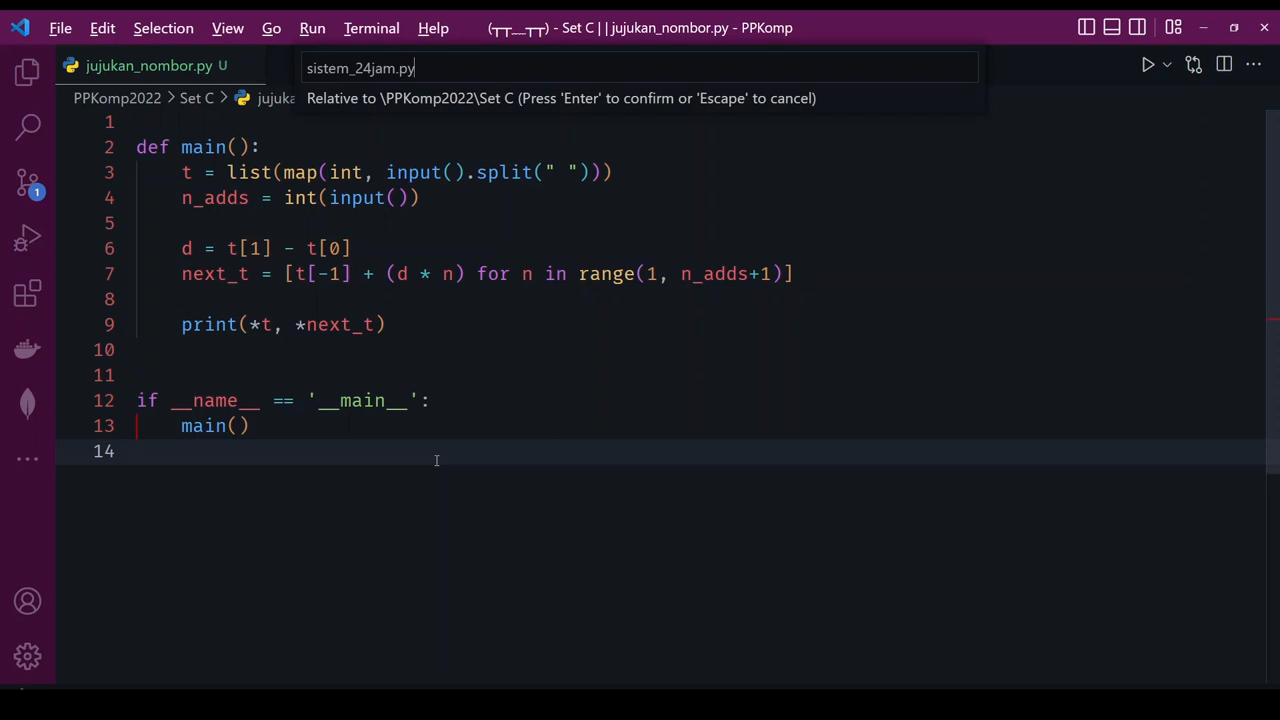 File Edit Selection View Go Run Terminal Help (┬┬﹏┬┬) - Set C || jujukan_nombor.py - PPKomp
jujukan_nombor.py U
sistem_24jam.py
PPKomp2022 > Set C > jujuka
Relative to \PPKomp2022\Set C (Press 'Enter' to confirm or 'Escape' to cancel)
1
2 def main():
3     t = list(map(int, input().split(" ")))
4     n_adds = int(input())
5
6     d = t[1] - t[0]
7     next_t = [t[-1] + (d * n) for n in range(1, n_adds+1)]
8
9     print(*t, *next_t)
10
11
12 if __name__ == '__main__':
13     main()
14
1